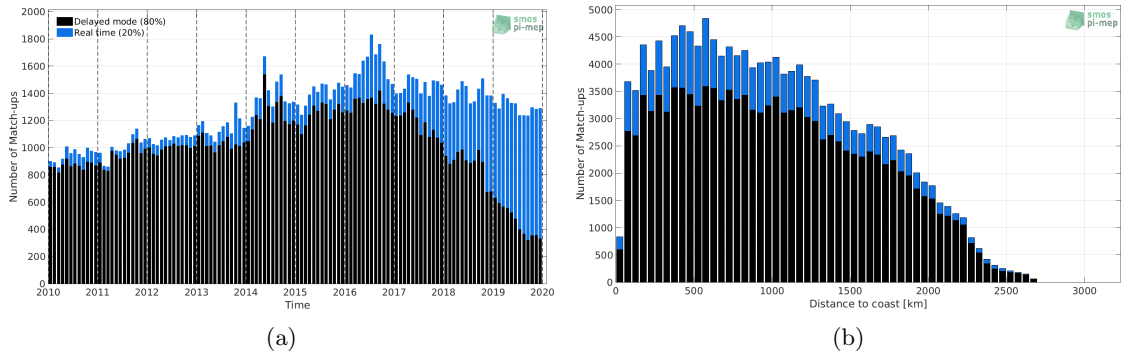 Delayed mode (80%)
Real time (20%)
smos
pi-mep
Number of Match-ups
2000
1800
1600
1400
1200
1000
800
600
400
200
0
2010 2011 2012 2013 2014 2015 2016 2017 2018 2019 2020
Time
(a)
smos
pi-mep
Number of Match-ups
5000
4500
4000
3500
3000
2500
2000
1500
1000
500
0
0 500 1000 1500 2000 2500 3000
Distance to coast [km]
(b)